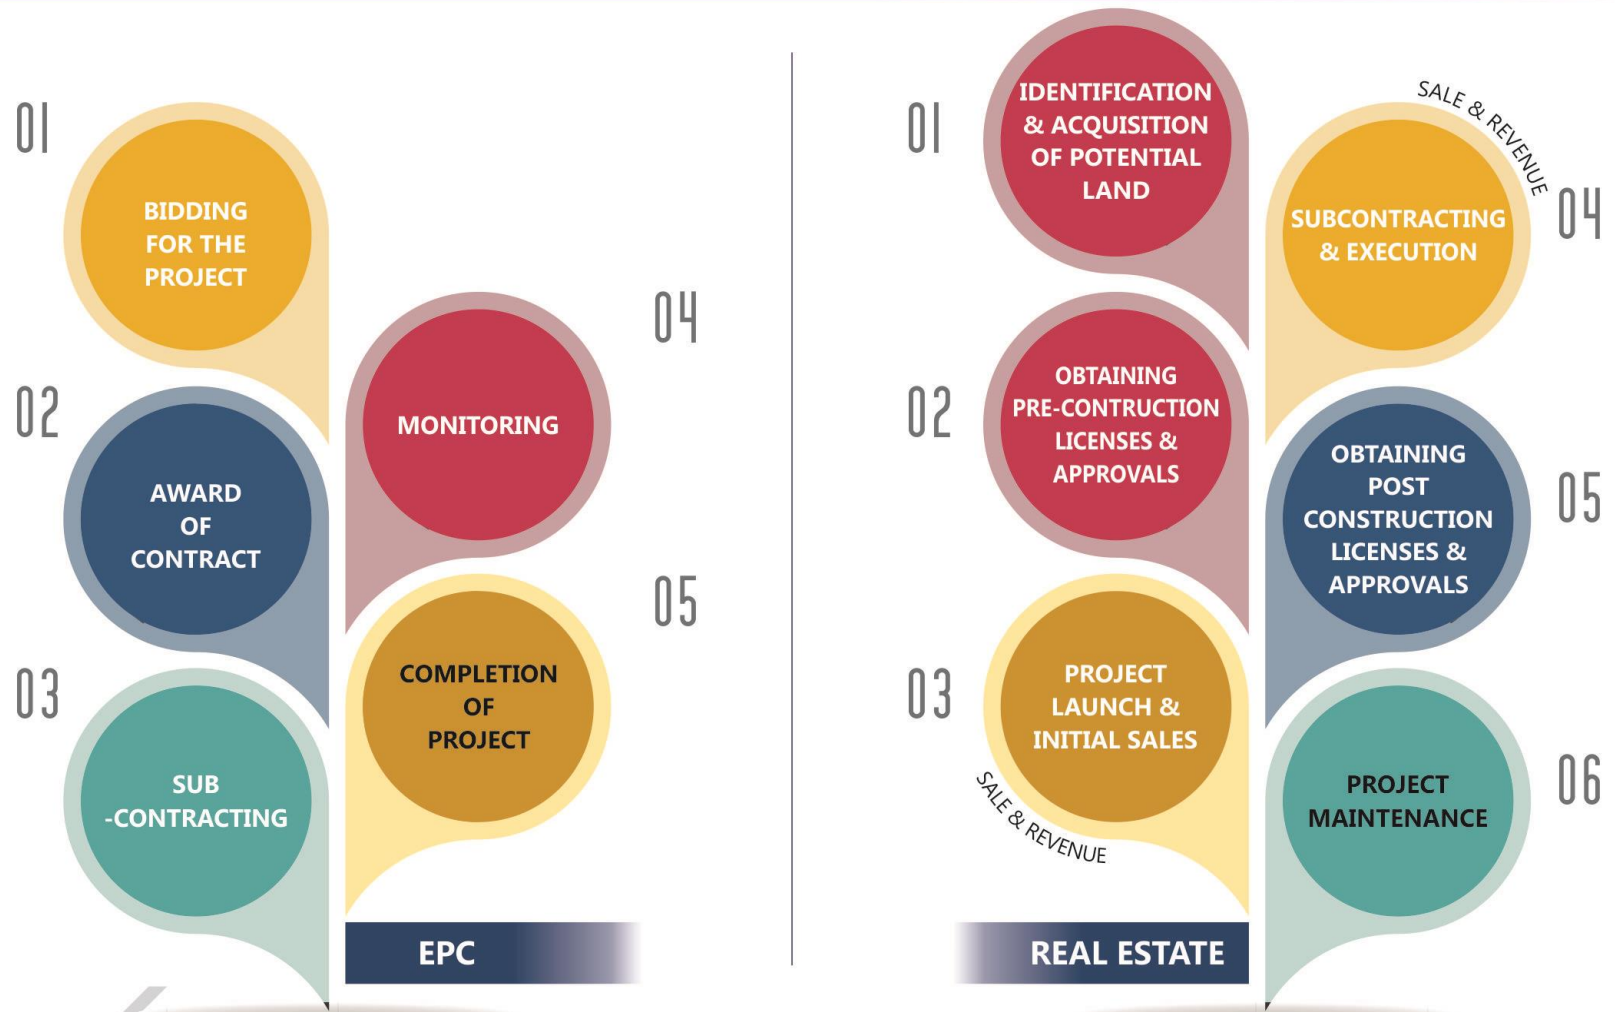 01
BIDDING
FOR THE
PROJECT
02
AWARD
OF
CONTRACT
03
SUB
-CONTRACTING
04
MONITORING
05
COMPLETION
OF
PROJECT
EPC
01
IDENTIFICATION
& ACQUISITION
OF POTENTIAL
LAND
02
OBTAINING
PRE-CONTRUCTION
LICENSES &
APPROVALS
03
PROJECT
LAUNCH &
INITIAL SALES
SALE & REVENUE
04
SALE & REVENUE
SUBCONTRACTING
& EXECUTION
05
OBTAINING
POST
CONSTRUCTION
LICENSES &
APPROVALS
06
PROJECT
MAINTENANCE
REAL ESTATE